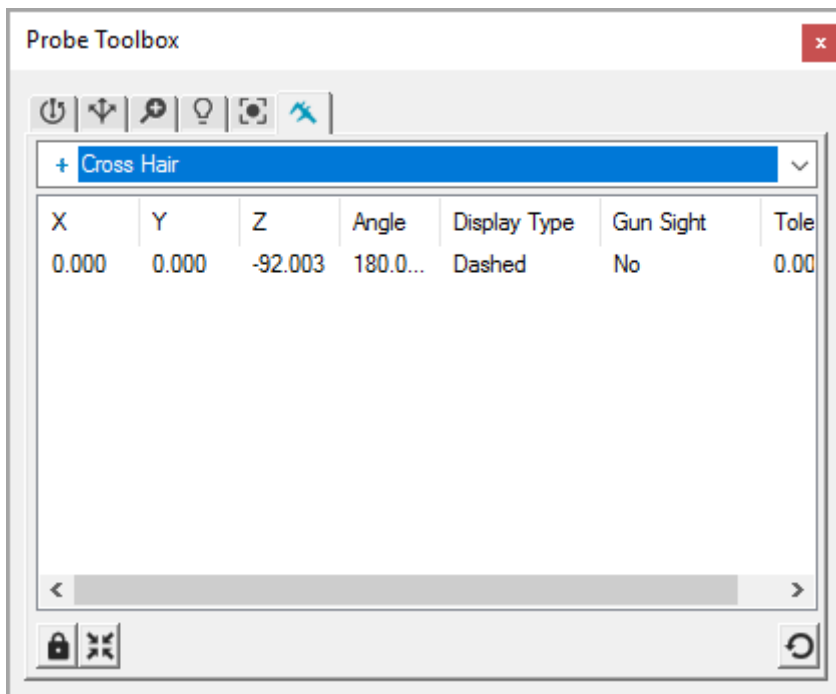 Probe Toolbox
Cross Hair
X Y Z Angle Display Type Gun Sight Tole
0.000 0.000 -92.003 180.0... Dashed No 0.00